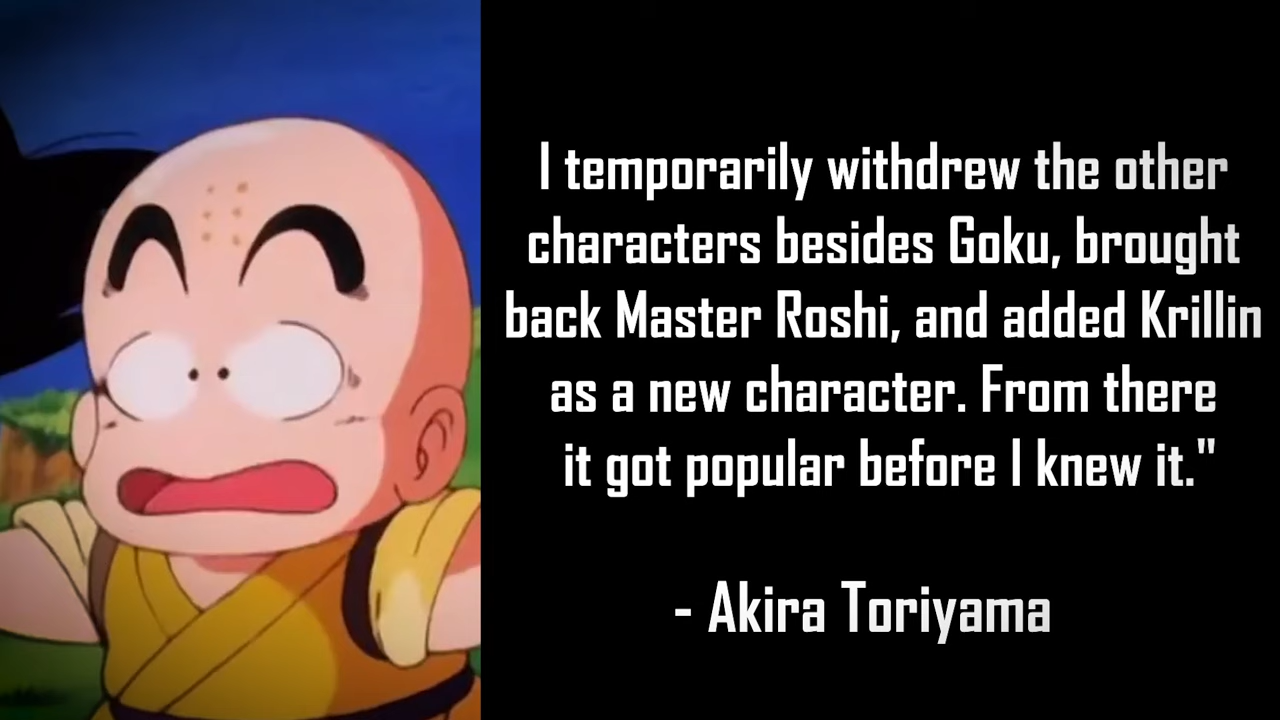 I temporarily withdrew the other
characters besides Goku, brought
back Master Roshi, and added Krillin
as a new character. From there
it got popular before I knew it."
- Akira Toriyama